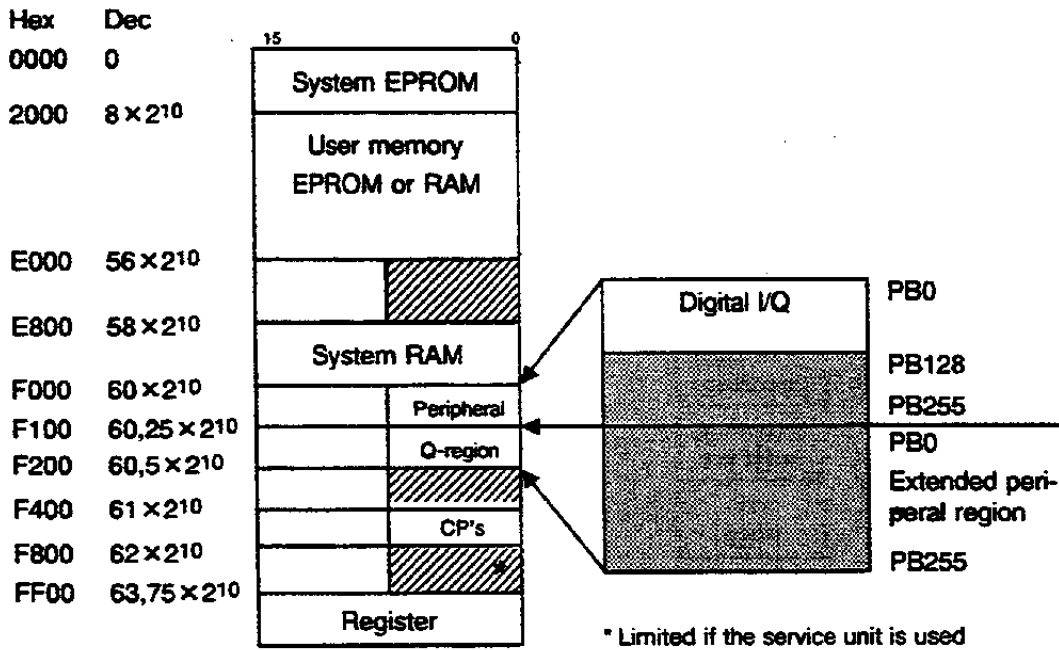 Hex Dec
15 0
0000 0
System EPROM
2000 8×2¹⁰
User memory
EPROM or RAM
E000 56×2¹⁰
E800 58×2¹⁰
System RAM
F000 60×2¹⁰
Peripheral
F100 60,25×2¹⁰
Q-region
F200 60,5×2¹⁰
F400 61×2¹⁰
CP's
F800 62×2¹⁰
*
FF00 63,75×2¹⁰
Register
Digital I/Q
PB0
PB128
PB255
PB0
Extended peri-
peral region
PB255
* Limited if the service unit is used